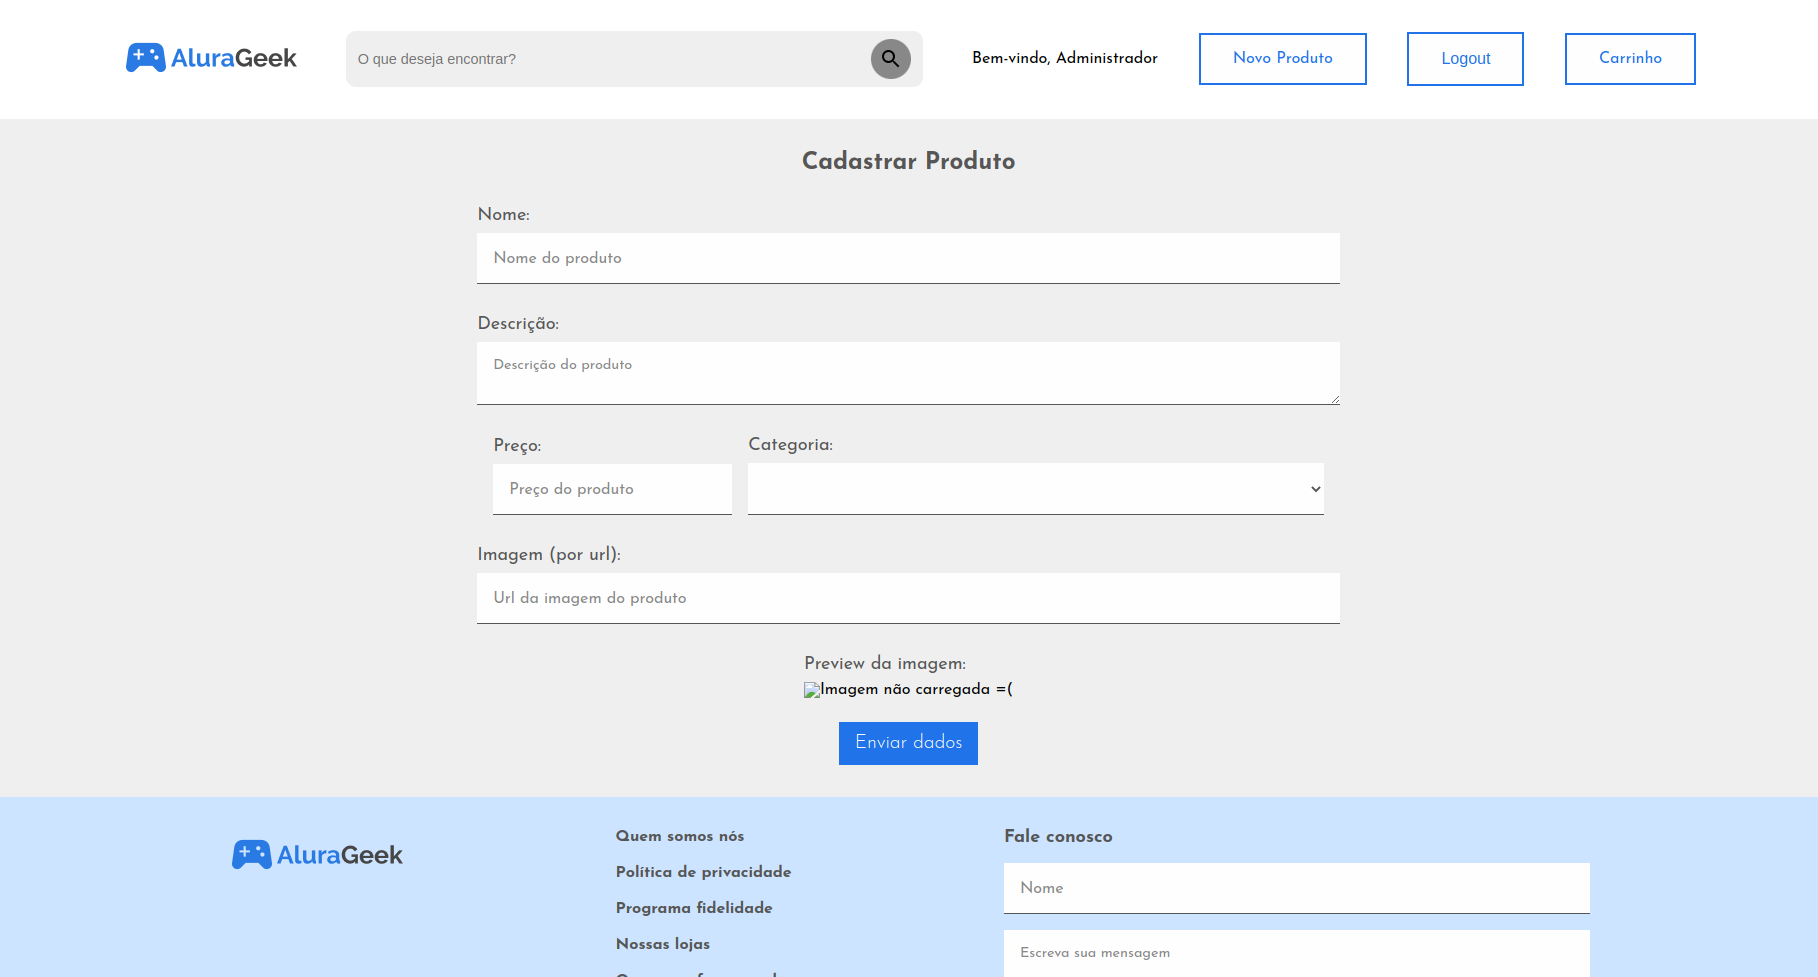 AluraGeek
O que deseja encontrar?
Bem-vindo, Administrador
Novo Produto
Logout
Carrinho
Cadastrar Produto
Nome:
Nome do produto
Descrição:
Descrição do produto
Preço:
Categoria:
Preço do produto
Imagem (por url):
Url da imagem do produto
Preview da imagem:
Imagem não carregada =(
Enviar dados
AluraGeek
Quem somos nós
Política de privacidade
Programa fidelidade
Nossas lojas
Fale conosco
Nome
Escreva sua mensagem